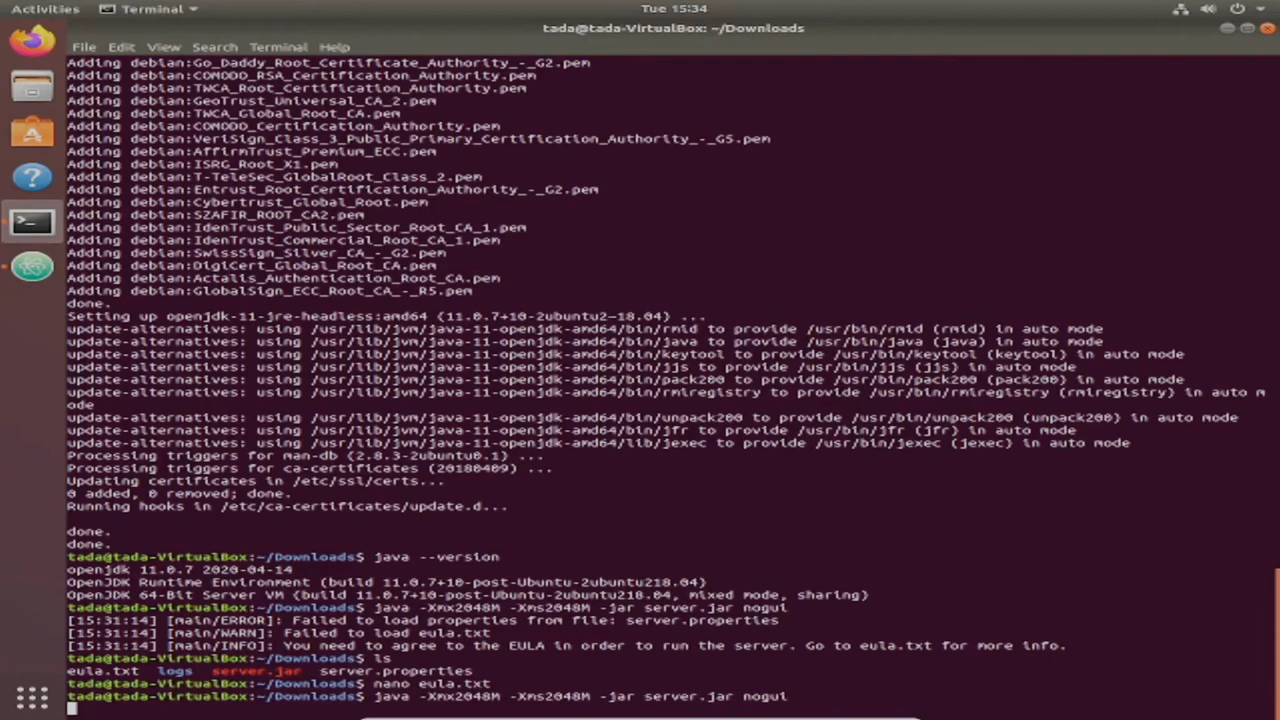 Activities
Terminal
Tue 15:34
tada@tada-VirtualBox: ~/Downloads
File Edit View Search Terminal Help
Adding debian:Go_Daddy_Root_Certificate_Authority_-_G2.pem
Adding debian:COMODO_RSA_Certification_Authority.pem
Adding debian:TWCA_Root_Certification_Authority.pem
Adding debian:GeoTrust_Universal_CA_2.pem
Adding debian:TWCA_Global_Root_CA.pem
Adding debian:COMODO_Certification_Authority.pem
Adding debian:VeriSign_Class_3_Public_Primary_Certification_Authority_-_G5.pem
Adding debian:AffirmTrust_Premium_ECC.pem
Adding debian:ISRG_Root_X1.pem
Adding debian:T-TeleSec_GlobalRoot_Class_2.pem
Adding debian:Entrust_Root_Certification_Authority_-_G2.pem
Adding debian:Cybertrust_Global_Root.pem
Adding debian:SZAFIR_ROOT_CA2.pem
Adding debian:IdenTrust_Public_Sector_Root_CA_1.pem
Adding debian:IdenTrust_Commercial_Root_CA_1.pem
Adding debian:SwissSign_Silver_CA_-_G2.pem
Adding debian:DigiCert_Global_Root_CA.pem
Adding debian:Actalis_Authentication_Root_CA.pem
Adding debian:GlobalSign_ECC_Root_CA_-_R5.pem
done.
Setting up openjdk-11-jre-headless:amd64 (11.0.7+10-2ubuntu2~18.04) ...
update-alternatives: using /usr/lib/jvm/java-11-openjdk-amd64/bin/rmid to provide /usr/bin/rmid (rmid) in auto mode
update-alternatives: using /usr/lib/jvm/java-11-openjdk-amd64/bin/java to provide /usr/bin/java (java) in auto mode
update-alternatives: using /usr/lib/jvm/java-11-openjdk-amd64/bin/keytool to provide /usr/bin/keytool (keytool) in auto mode
update-alternatives: using /usr/lib/jvm/java-11-openjdk-amd64/bin/jjs to provide /usr/bin/jjs (jjs) in auto mode
update-alternatives: using /usr/lib/jvm/java-11-openjdk-amd64/bin/pack200 to provide /usr/bin/pack200 (pack200) in auto mode
update-alternatives: using /usr/lib/jvm/java-11-openjdk-amd64/bin/rmiregistry to provide /usr/bin/rmiregistry (rmiregistry) in auto m
ode
update-alternatives: using /usr/lib/jvm/java-11-openjdk-amd64/bin/unpack200 to provide /usr/bin/unpack200 (unpack200) in auto mode
update-alternatives: using /usr/lib/jvm/java-11-openjdk-amd64/bin/jfr to provide /usr/bin/jfr (jfr) in auto mode
update-alternatives: using /usr/lib/jvm/java-11-openjdk-amd64/lib/jexec to provide /usr/bin/jexec (jexec) in auto mode
Processing triggers for man-db (2.8.3-2ubuntu0.1) ...
Processing triggers for ca-certificates (20180409) ...
Updating certificates in /etc/ssl/certs...
0 added, 0 removed; done.
Running hooks in /etc/ca-certificates/update.d...
done.
done.
tada@tada-VirtualBox:~/Downloads$ java --version
openjdk 11.0.7 2020-04-14
OpenJDK Runtime Environment (build 11.0.7+10-post-Ubuntu-2ubuntu218.04)
OpenJDK 64-Bit Server VM (build 11.0.7+10-post-Ubuntu-2ubuntu218.04, mixed mode, sharing)
tada@tada-VirtualBox:~/Downloads$ java -Xmx2048M -Xms2048M -jar server.jar nogui
[15:31:14] [main/ERROR]: Failed to load properties from file: server.properties
[15:31:14] [main/WARN]: Failed to load eula.txt
[15:31:14] [main/INFO]: You need to agree to the EULA in order to run the server. Go to eula.txt for more info.
tada@tada-VirtualBox:~/Downloads$ ls
eula.txt logs server.jar server.properties
tada@tada-VirtualBox:~/Downloads$ nano eula.txt
tada@tada-VirtualBox:~/Downloads$ java -Xmx2048M -Xms2048M -jar server.jar nogui